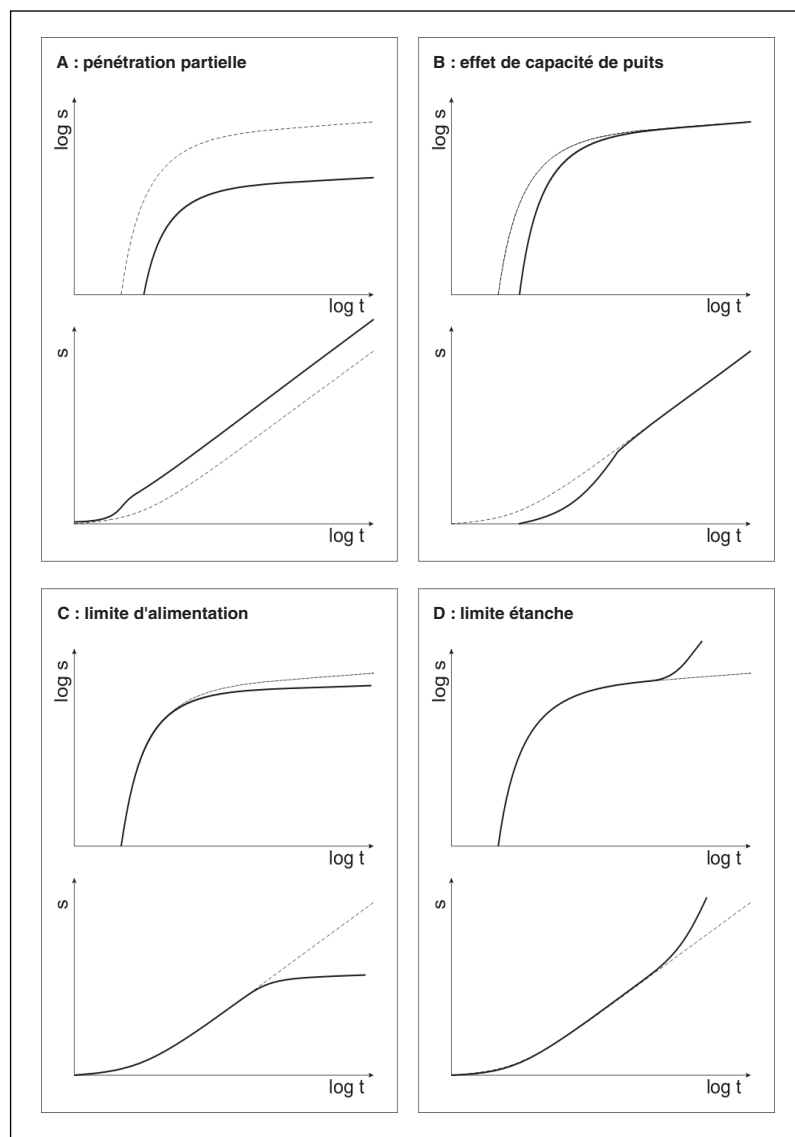 A : pénétration partielle
log s
log t
s
log t
B : effet de capacité de puits
log s
log t
s
log t
C : limite d'alimentation
log s
log t
s
log t
D : limite étanche
log s
log t
s
log t